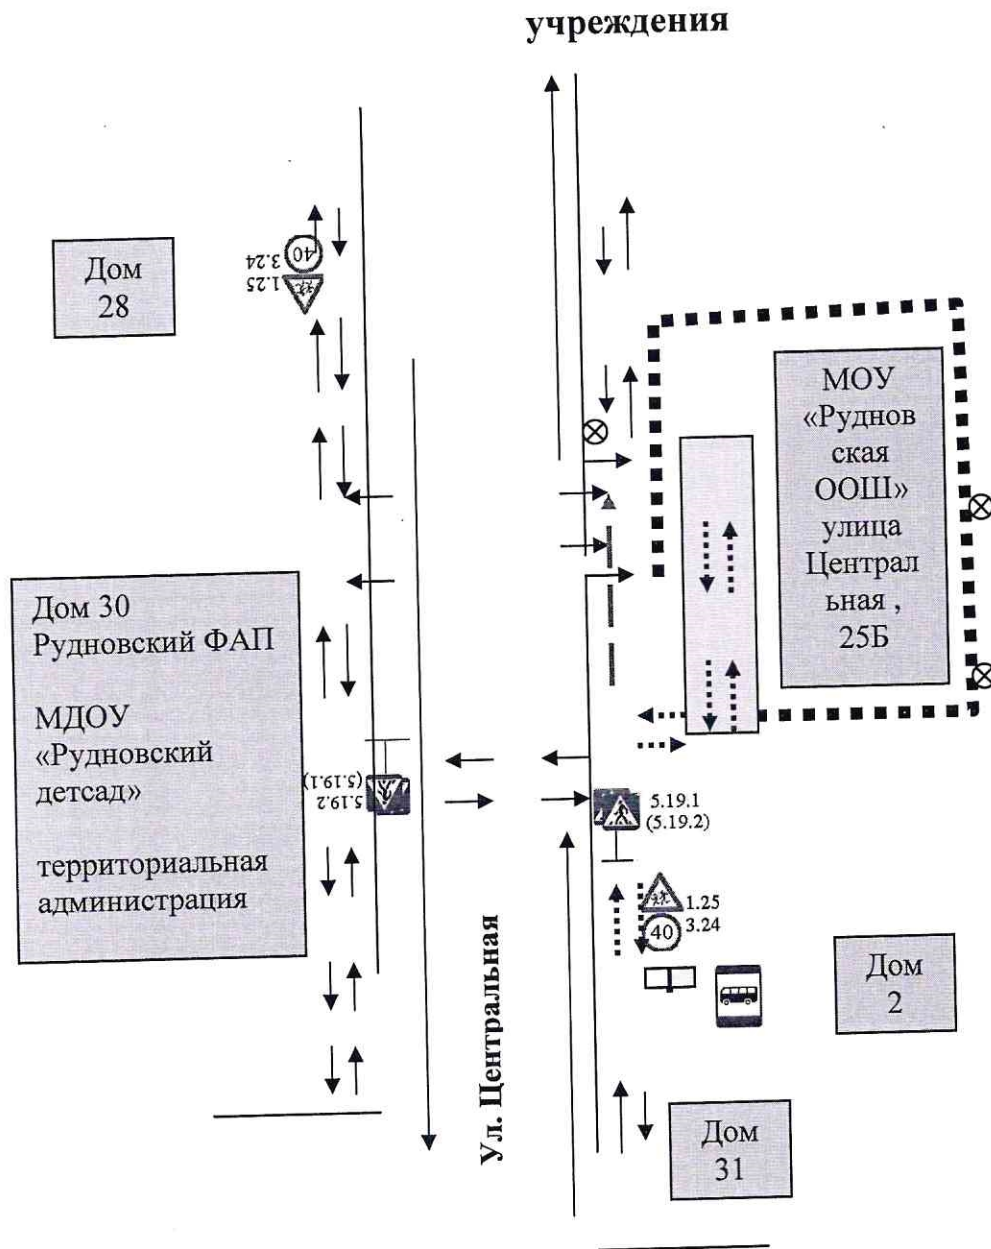 учреждения
Дом
28
40
3.24
1.25
МОУ
«Руднов
ская
ООШ»
улица
Централ
ьная ,
25Б
Дом 30
Рудновский ФАП
МДОУ
«Рудновский
детсад»
территориальная
администрация
5.19.2
(5.19.1)
5.19.1
(5.19.2)
1.25
3.24
40
Ул. Центральная
Дом
2
Дом
31